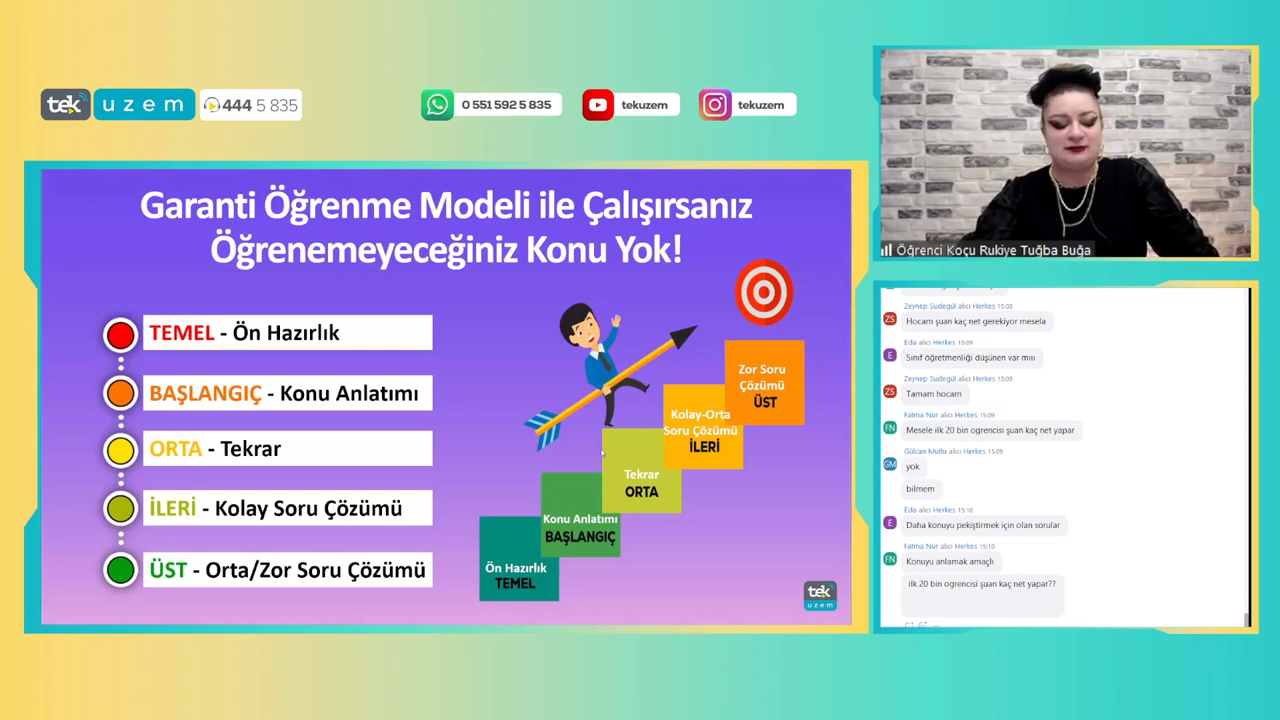 tek uzem 444 5 835
0 551 592 5 835
tekuzem
tekuzem
Garanti Öğrenme Modeli ile Çalışırsanız
Öğrenemeyeceğiniz Konu Yok!
TEMEL - Ön Hazırlık
BAŞLANGIÇ - Konu Anlatımı
ORTA - Tekrar
İLERİ - Kolay Soru Çözümü
ÜST - Orta/Zor Soru Çözümü
Zor Soru
Çözümü
ÜST
Kolay-Orta
Soru Çözümü
İLERİ
Tekrar
ORTA
Konu Anlatımı
BAŞLANGIÇ
Ön Hazırlık
TEMEL
tek
uzem
Öğrenci Koçu Rukiye Tuğba Buğa
Zeynep Sudegül alıcı Herkes 15:08
ZS Hocam şuan kaç net gerekiyor mesela
Eda alıcı Herkes 15:09
E Sınıf öğretmenliği düşünen var mııı
Zeynep Sudegül alıcı Herkes 15:09
ZS Tamam hocam
Fatma Nur alıcı Herkes 15:09
FN Mesele ilk 20 bin ogrencisi şuan kaç net yapar
Gülcan Mutlu alıcı Herkes 15:09
GM yok
bilmem
Eda alıcı Herkes 15:10
E Daha konuyu pekiştirmek için olan sorular
Fatma Nur alıcı Herkes 15:10
FN Konuyu anlamak amaçlı
ilk 20 bin ogrencisi şuan kaç net yapar??